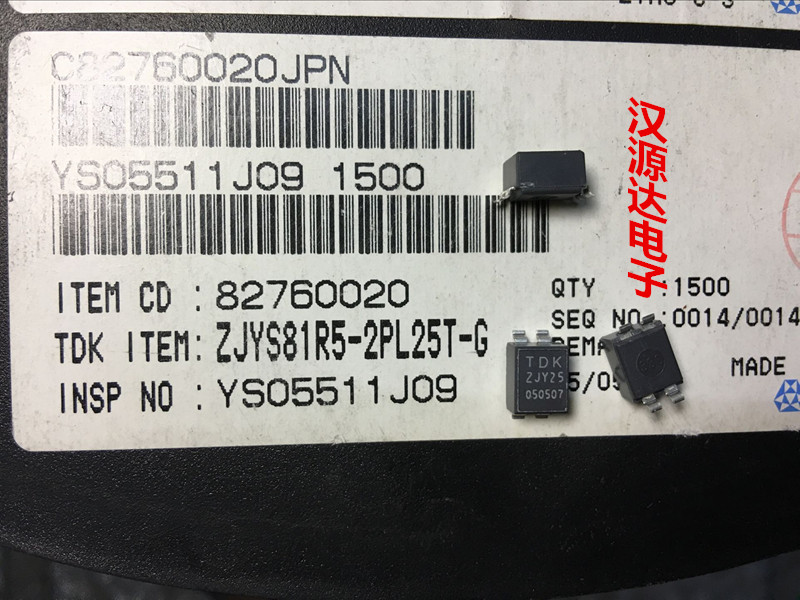 C82760020JPN
YS05511J09 1500
ITEM CD : 82760020
TDK ITEM: ZJYS81R5-2PL25T-G
INSP NO : YS05511J09
QTY :1500
SEQ NO :0014/0014
MADE
TDK
ZJY25
050507
汉源达电子